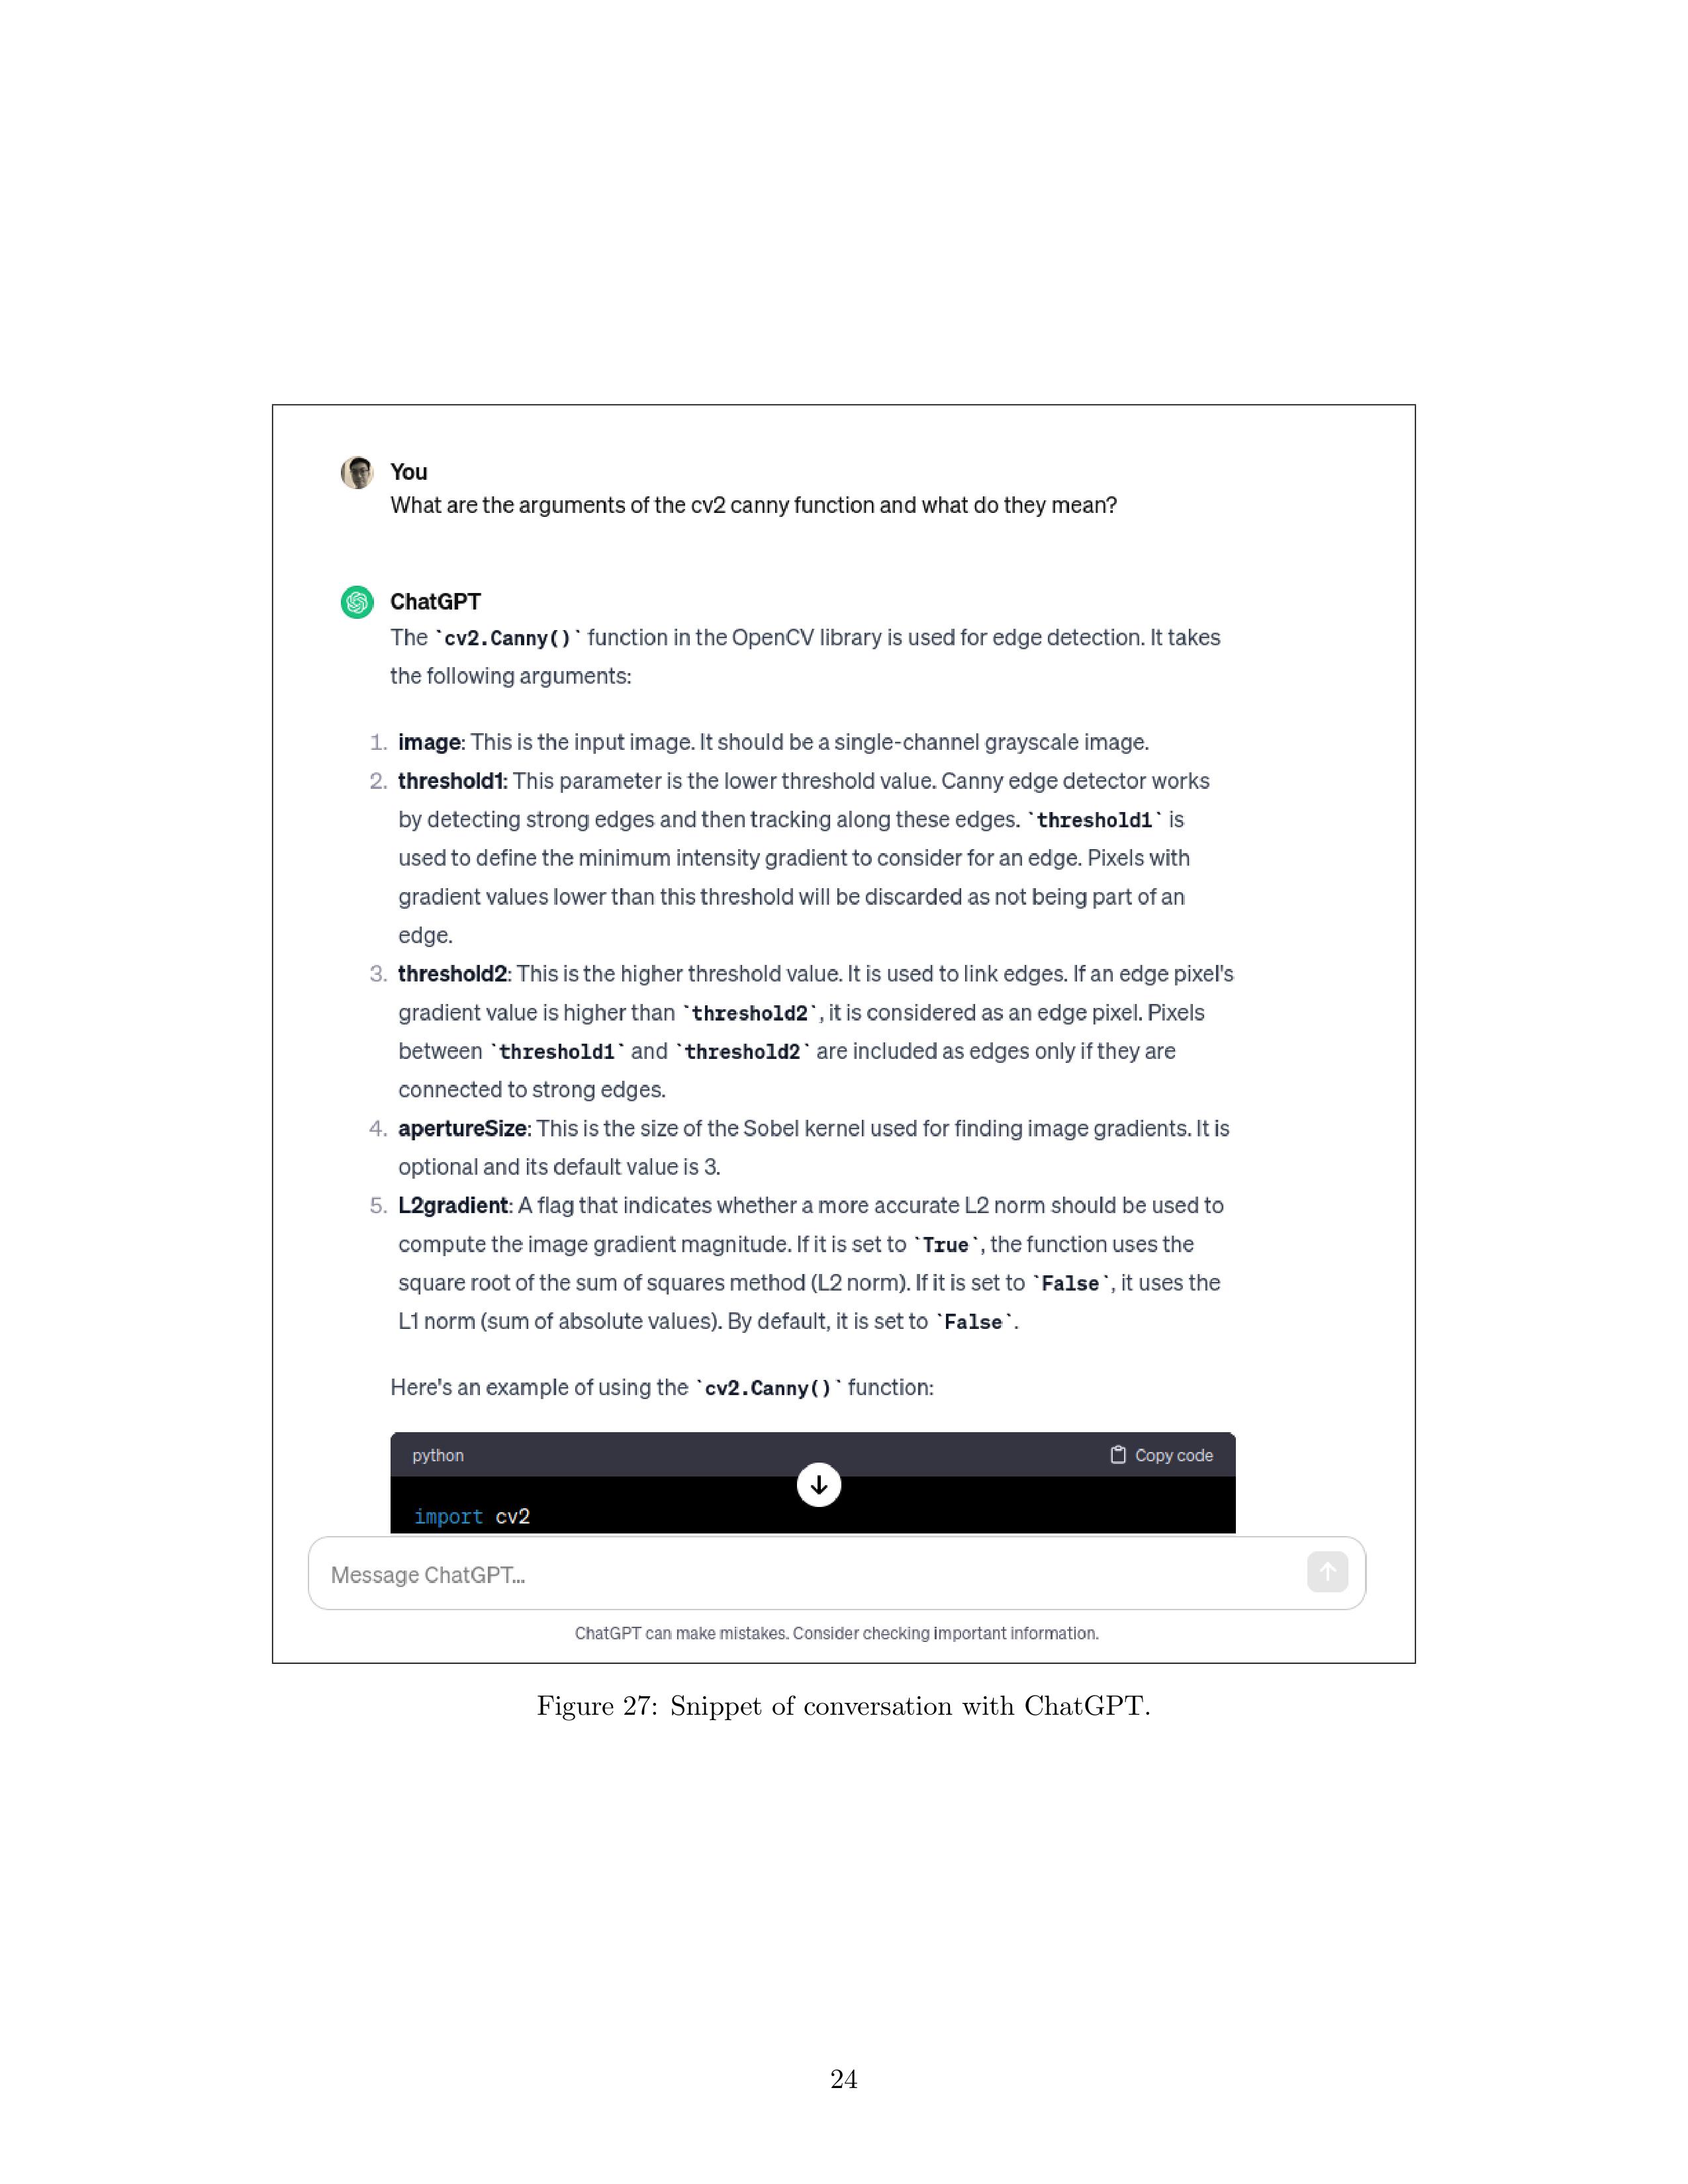 You
What are the arguments of the cv2 canny function and what do they mean?
ChatGPT
The `cv2.Canny()` function in the OpenCV library is used for edge detection. It takes
the following arguments:
1. image: This is the input image. It should be a single-channel grayscale image.
2. threshold1: This parameter is the lower threshold value. Canny edge detector works
by detecting strong edges and then tracking along these edges. `threshold1` is
used to define the minimum intensity gradient to consider for an edge. Pixels with
gradient values lower than this threshold will be discarded as not being part of an
edge.
3. threshold2: This is the higher threshold value. It is used to link edges. If an edge pixel's
gradient value is higher than `threshold2`, it is considered as an edge pixel. Pixels
between `threshold1` and `threshold2` are included as edges only if they are
connected to strong edges.
4. apertureSize: This is the size of the Sobel kernel used for finding image gradients. It is
optional and its default value is 3.
5. L2gradient: A flag that indicates whether a more accurate L2 norm should be used to
compute the image gradient magnitude. If it is set to `True`, the function uses the
square root of the sum of squares method (L2 norm). If it is set to `False`, it uses the
L1 norm (sum of absolute values). By default, it is set to `False`.
Here's an example of using the `cv2.Canny()` function:
python Copy code
import cv2
Message ChatGPT...
ChatGPT can make mistakes. Consider checking important information.
Figure 27: Snippet of conversation with ChatGPT.
24